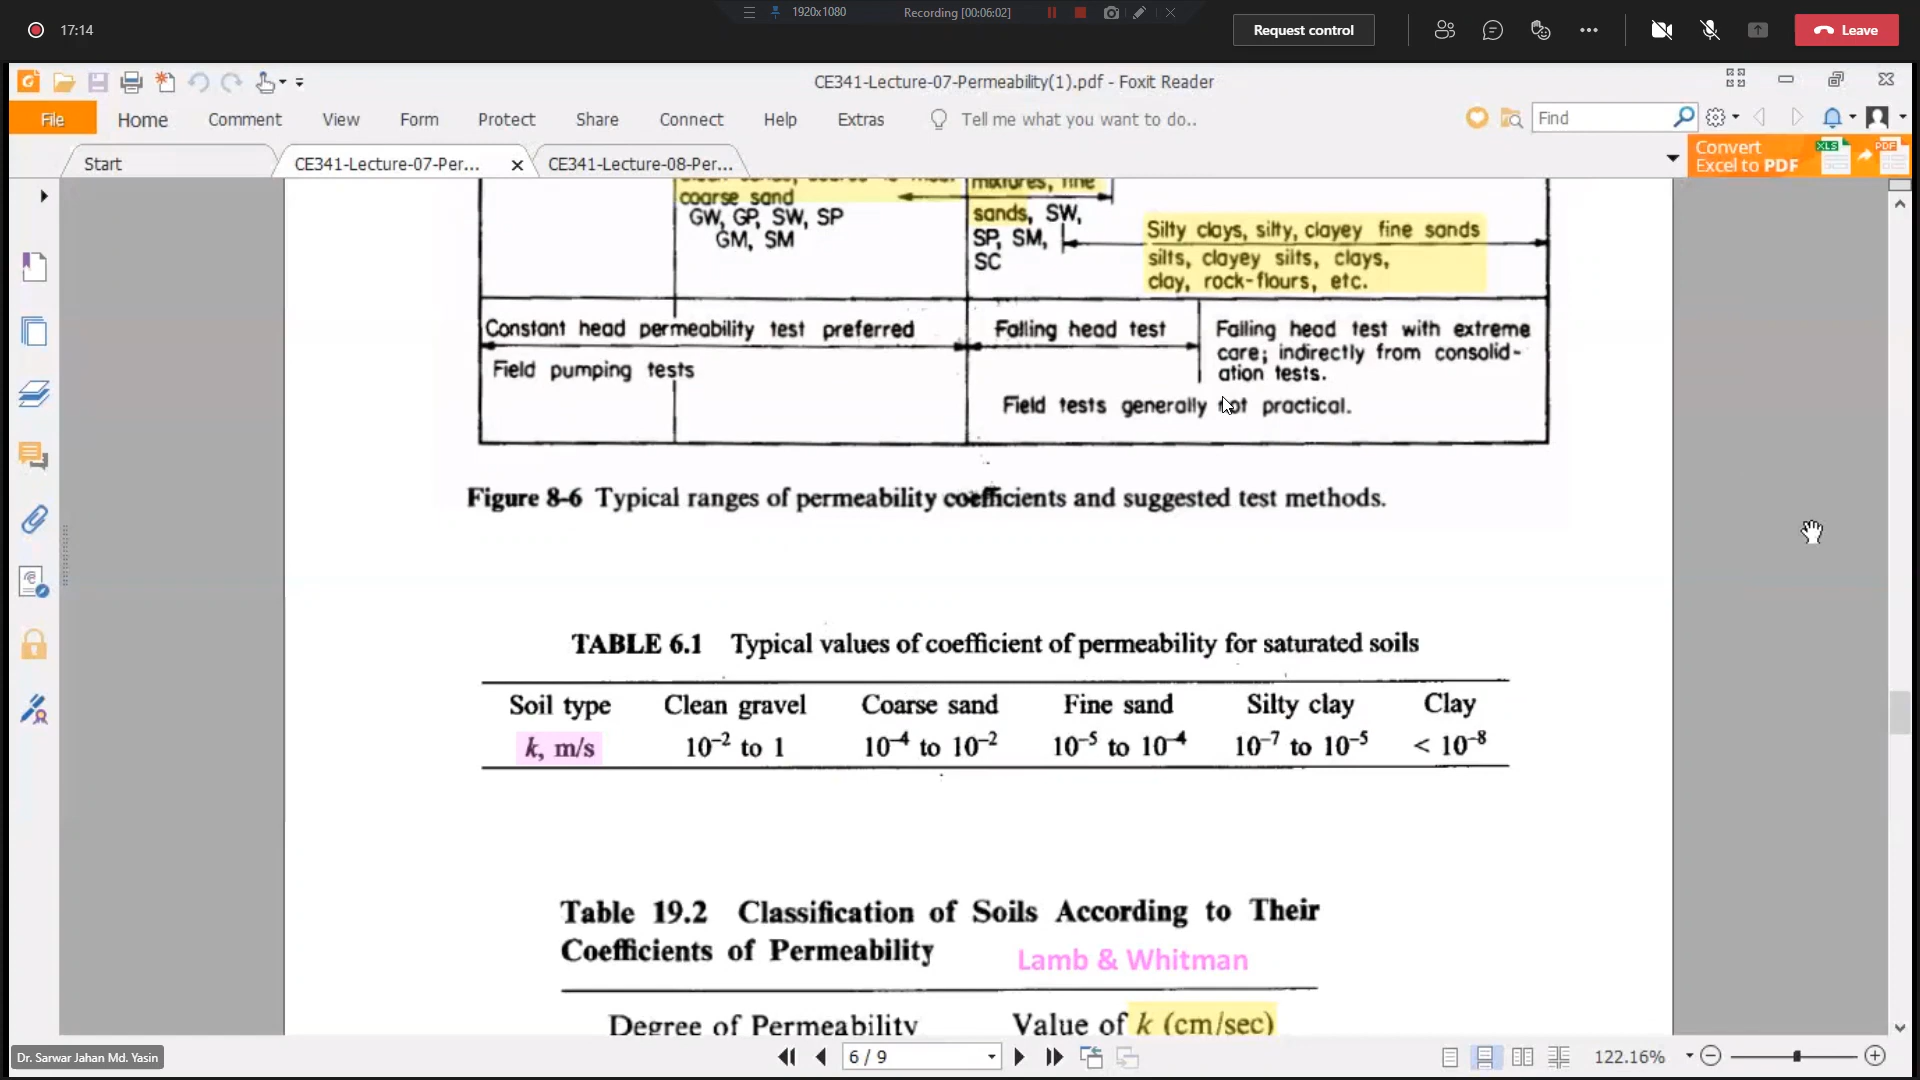 1920x1080
Recording [00:06:02]
17:14
Request control
Leave
CE341-Lecture-07-Permeability(1).pdf - Foxit Reader
File
Home
Comment
View
Form
Protect
Share
Connect
Help
Extras
Tell me what you want to do..
Find
Start
CE341-Lecture-07-Per...
CE341-Lecture-08-Per...
Convert
Excel to PDF
XLS
PDF
mixtures, fine
coarse sand
GW, GP, SW, SP
GM, SM
sands, SW,
SP, SM,
SC
Silty clays, silty, clayey fine sands
silts, clayey silts, clays,
clay, rock-flours, etc.
Constant head permeability test preferred
Field pumping tests
Falling head test
Falling head test with extreme
care; indirectly from consolid-
ation tests.
Field tests generally not practical.
Figure 8-6 Typical ranges of permeability coefficients and suggested test methods.
TABLE 6.1 Typical values of coefficient of permeability for saturated soils
Soil type Clean gravel Coarse sand Fine sand Silty clay Clay
k, m/s 10⁻² to 1 10⁻⁴ to 10⁻² 10⁻⁵ to 10⁻⁴ 10⁻⁷ to 10⁻⁵ < 10⁻⁸
Table 19.2 Classification of Soils According to Their
Coefficients of Permeability
Lamb & Whitman
Degree of Permeability Value of k (cm/sec)
Dr. Sarwar Jahan Md. Yasin
6 / 9
122.16%